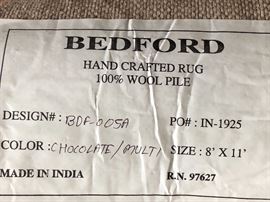 BEDFORD
HAND CRAFTED RUG
100% WOOL PILE
DESIGN# : BDF-005A PO# : IN-1925
COLOR : CHOCOLATE/MULTI SIZE : 8' X 11'
MADE IN INDIA R.N. 97627